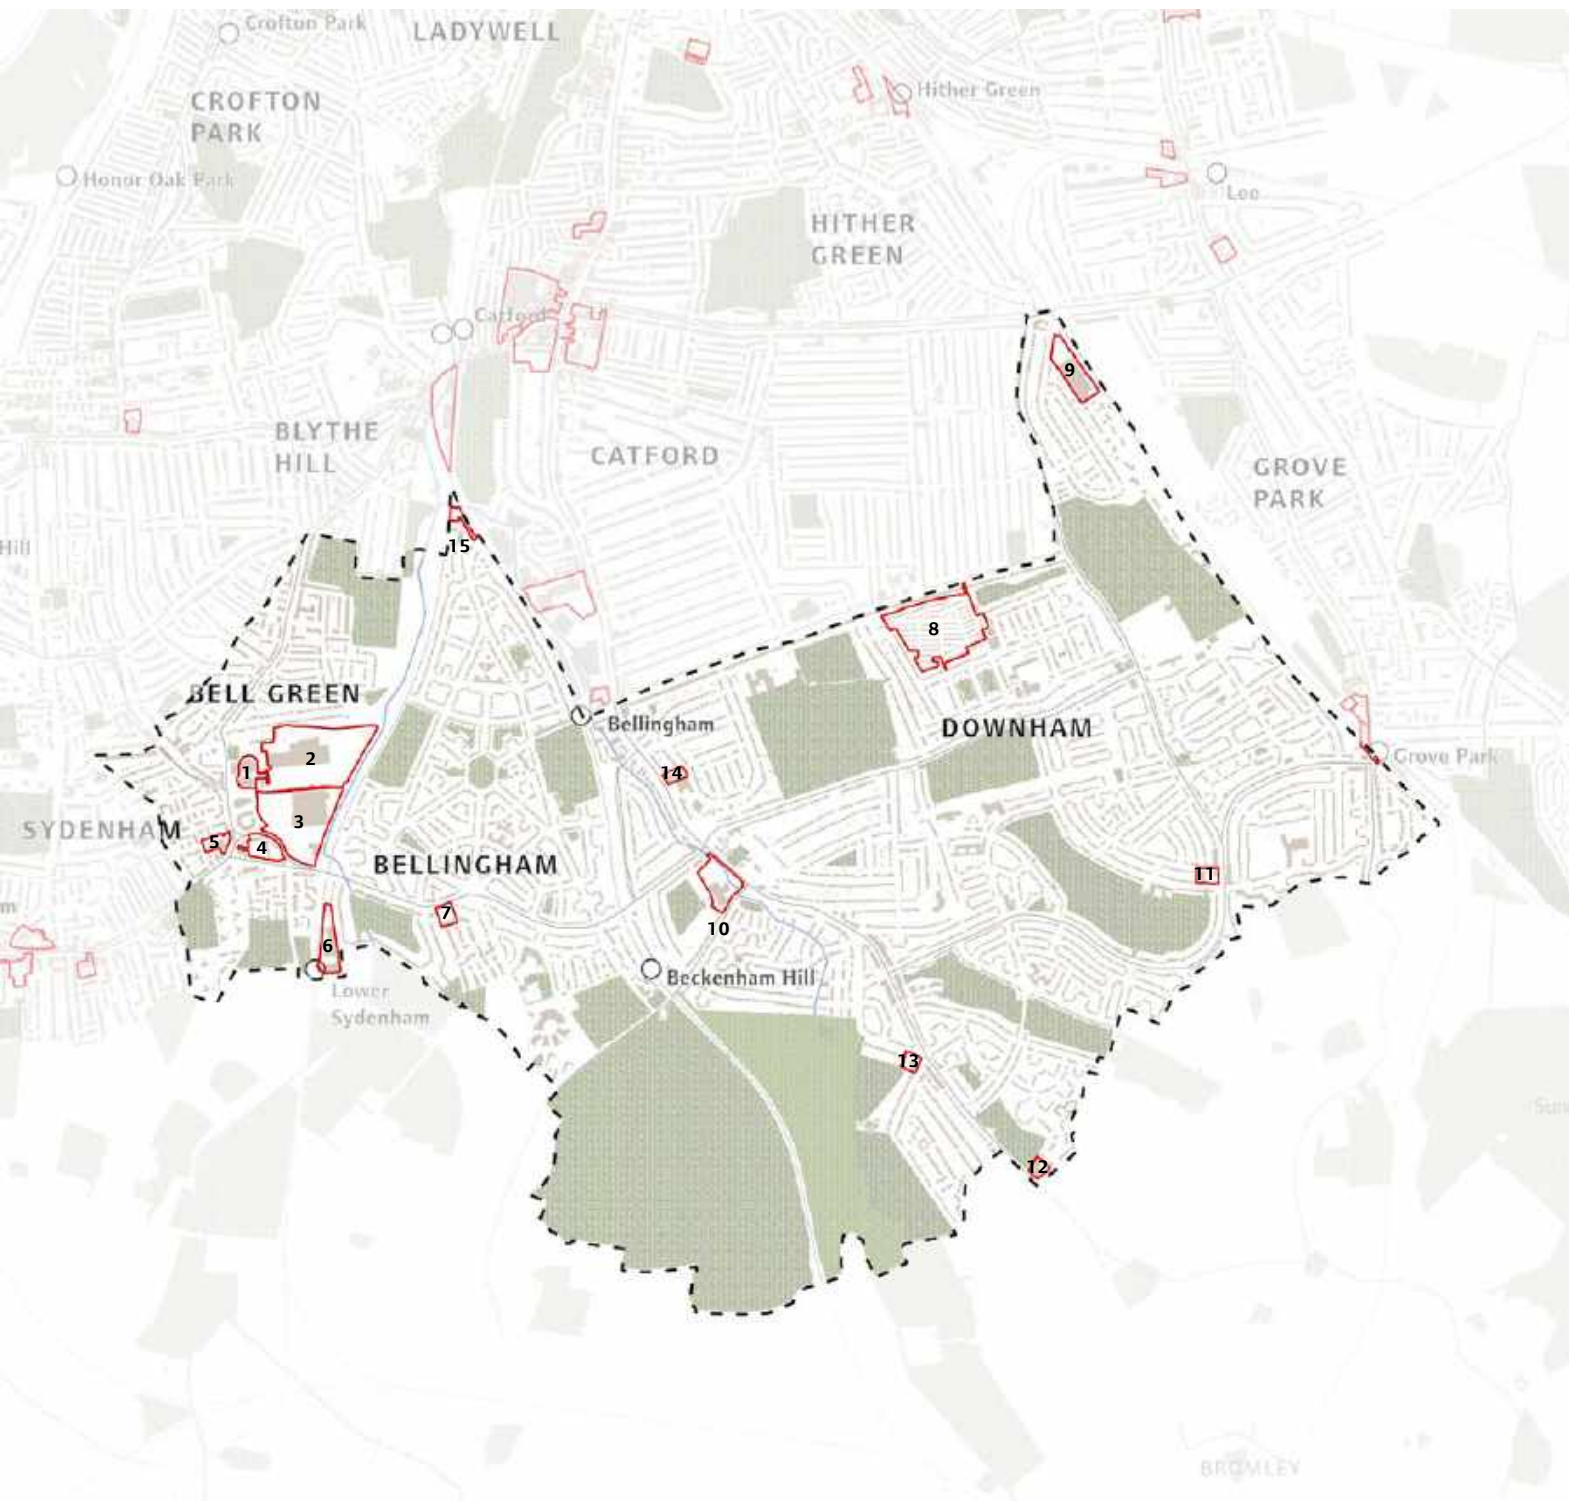 Crofton Park
LADYWELL
CROFTON
PARK
Hither Green
Honor Oak Park
Lee
HITHER
GREEN
Catford
9
BLYTHE
HILL
CATFORD
GROVE
PARK
Hill
15
8
BELL GREEN
Bellingham
DOWNHAM
Grove Park
2
1
14
3
SYDENHAM
5
4
BELLINGHAM
11
m
7
10
6
Beckenham Hill
Lower
Sydenham
13
12
BROMLEY